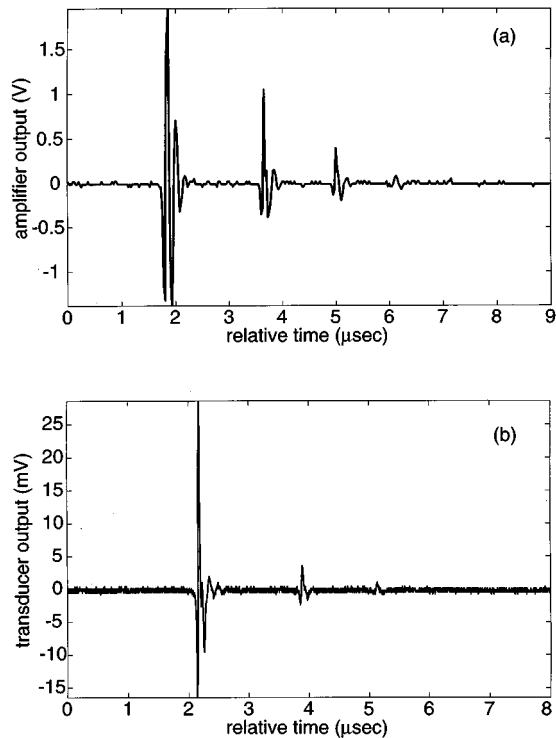 (a)
amplifier output (V)
1.5
1
0.5
0
-0.5
-1
0 1 2 3 4 5 6 7 8 9
relative time (μsec)
(b)
transducer output (mV)
25
20
15
10
5
0
-5
-10
-15
0 1 2 3 4 5 6 7 8
relative time (μsec)